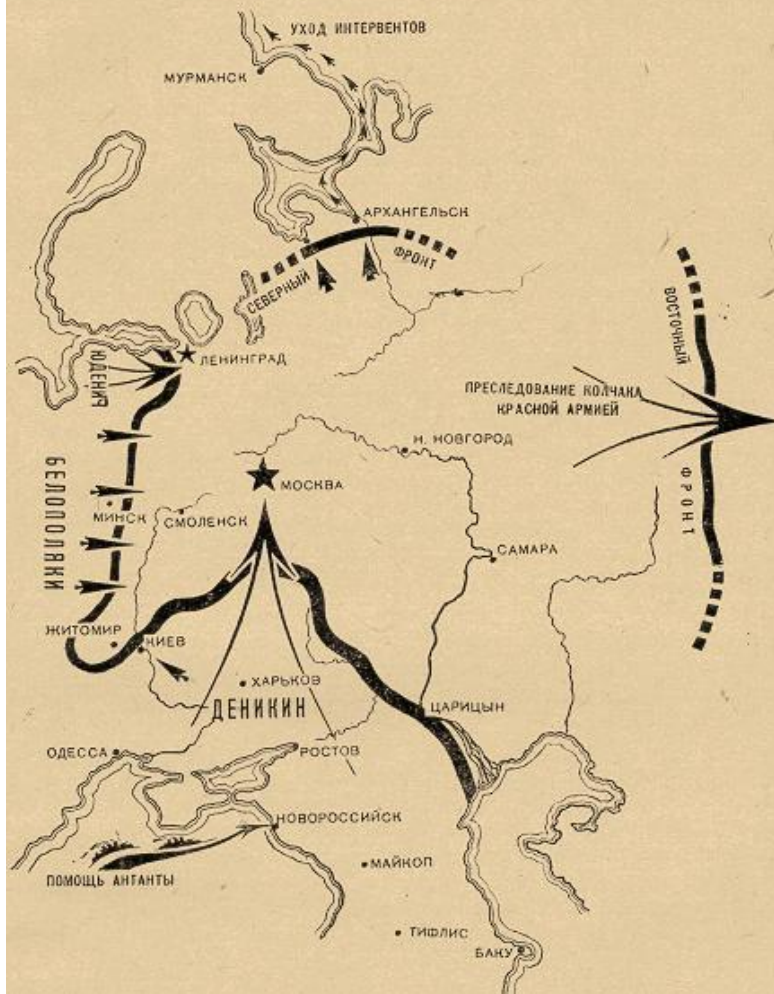 УХОД ИНТЕРВЕНТОВ
МУРМАНСК
АРХАНГЕЛЬСК
СЕВЕРНЫЙ
ФРОНТ
ВОСТОЧНЫЙ
ФРОНТ
ЛЕНИНГРАД
ЮДЕНИЧ
ПРЕСЛЕДОВАНИЕ КОЛЧАКА
КРАСНОЙ АРМИЕЙ
Н. НОВГОРОД
МОСКВА
БЕЛОПОЛЯКИ
МИНСК
СМОЛЕНСК
САМАРА
ЖИТОМИР
КИЕВ
ХАРЬКОВ
ДЕНИКИН
ЦАРИЦЫН
ОДЕССА
РОСТОВ
НОВОРОССИЙСК
ПОМОЩЬ АНТАНТЫ
МАЙКОП
ТИФЛИС
БАКУ